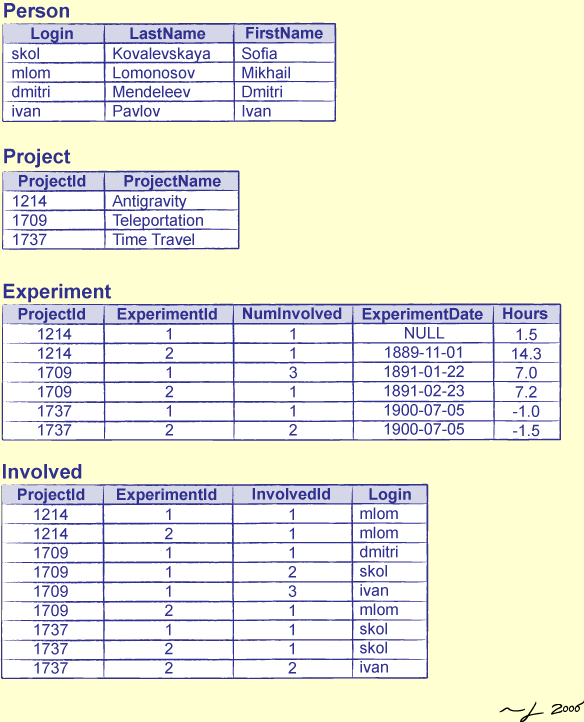 Person
Login LastName FirstName
skol Kovalevskaya Sofia
mlom Lomonosov Mikhail
dmitri Mendeleev Dmitri
ivan Pavlov Ivan
Project
ProjectId ProjectName
1214 Antigravity
1709 Teleportation
1737 Time Travel
Experiment
ProjectId ExperimentId NumInvolved ExperimentDate Hours
1214 1 1 NULL 1.5
1214 2 1 1889-11-01 14.3
1709 1 3 1891-01-22 7.0
1709 2 1 1891-02-23 7.2
1737 1 1 1900-07-05 -1.0
1737 2 2 1900-07-05 -1.5
Involved
ProjectId ExperimentId InvolvedId Login
1214 1 1 mlom
1214 2 1 mlom
1709 1 1 dmitri
1709 1 2 skol
1709 1 3 ivan
1709 2 1 mlom
1737 1 1 skol
1737 2 1 skol
1737 2 2 ivan
2006